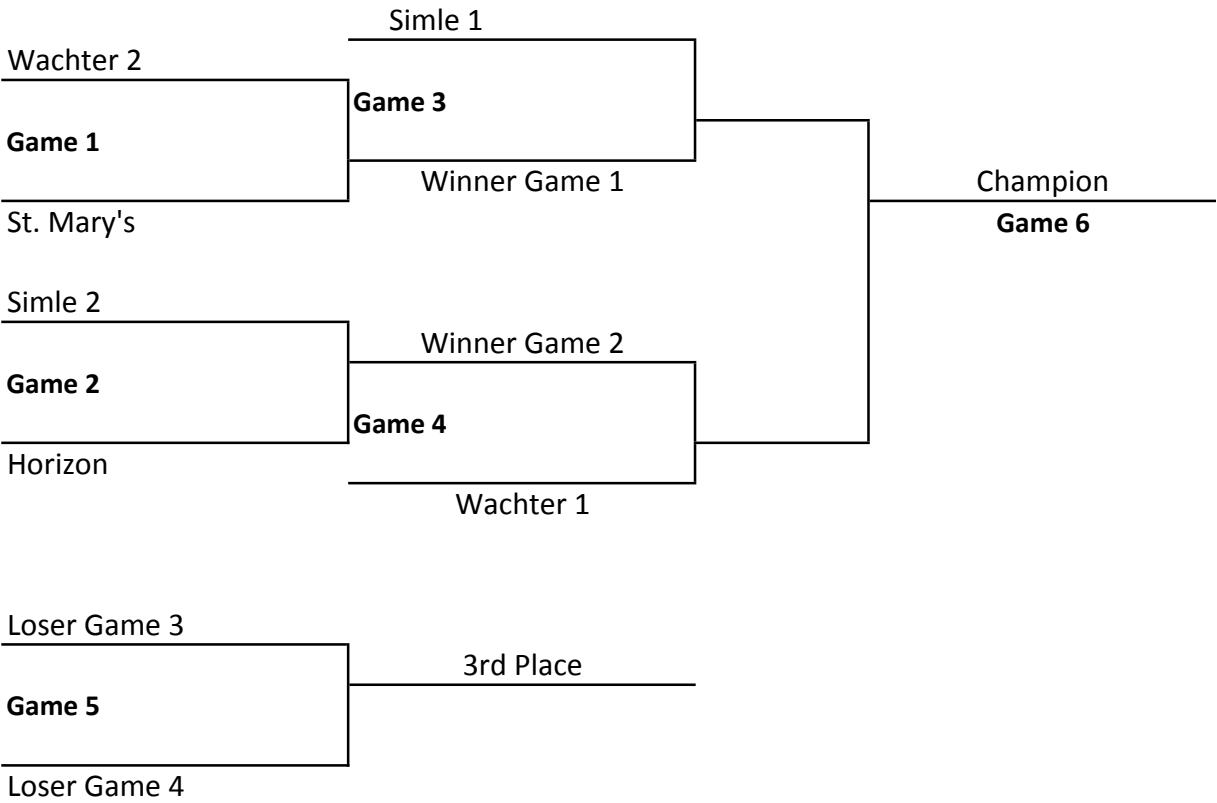 Simle 1
Wachter 2
Game 3
Game 1
Winner Game 1
Champion
St. Mary's
Game 6
Simle 2
Winner Game 2
Game 2
Game 4
Horizon
Wachter 1
Loser Game 3
3rd Place
Game 5
Loser Game 4